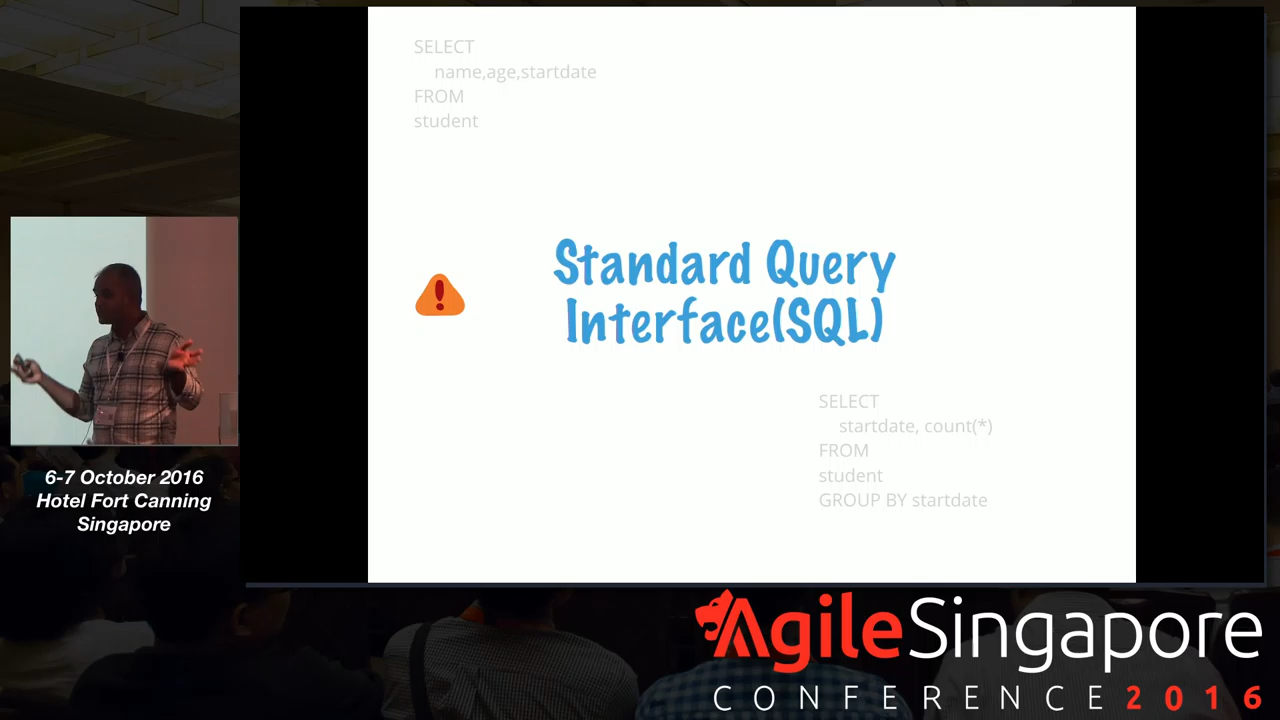 SELECT
name,age,startdate
FROM
student
Standard Query
Interface(SQL)
SELECT
startdate, count(*)
FROM
student
GROUP BY startdate
6-7 October 2016
Hotel Fort Canning
Singapore
AgileSingapore
CONFERENCE 2016